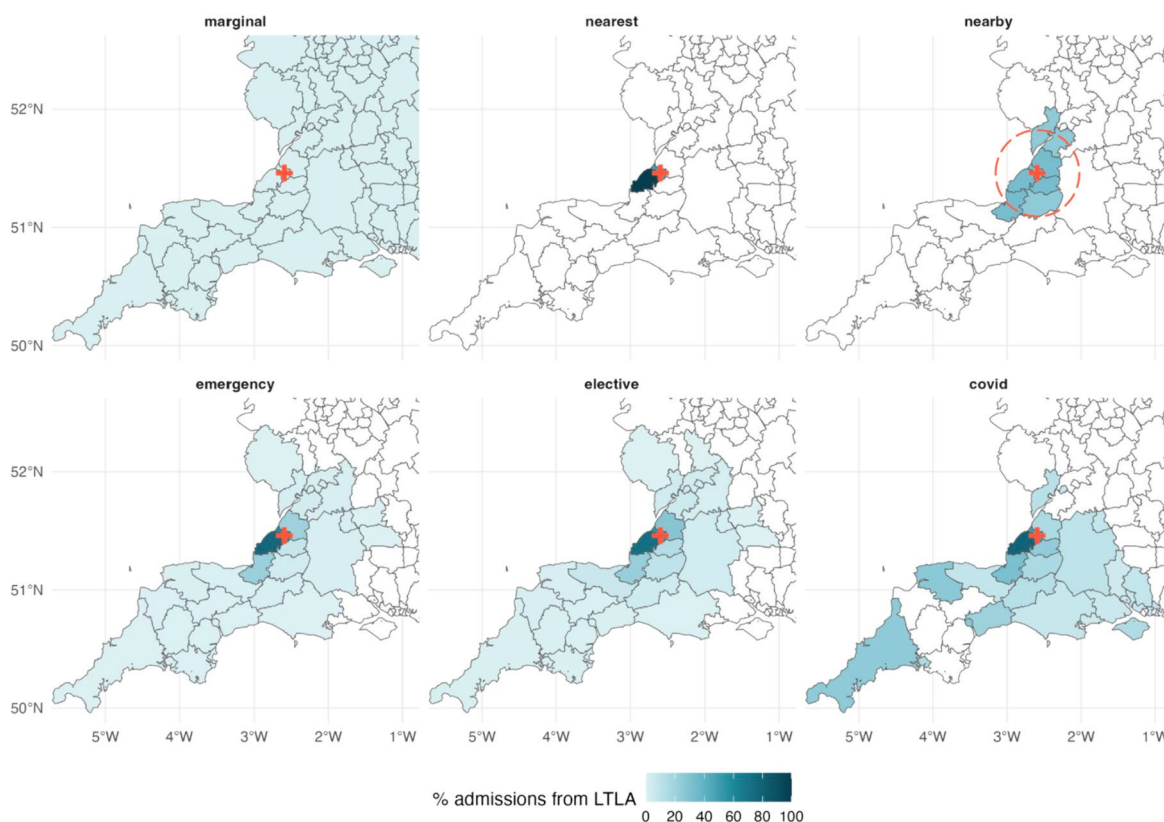 marginal nearest nearby
52°N
51°N
50°N
emergency elective covid
52°N
51°N
50°N
5°W 4°W 3°W 2°W 1°W 5°W 4°W 3°W 2°W 1°W 5°W 4°W 3°W 2°W 1°W
% admissions from LTLA
0 20 40 60 80 100